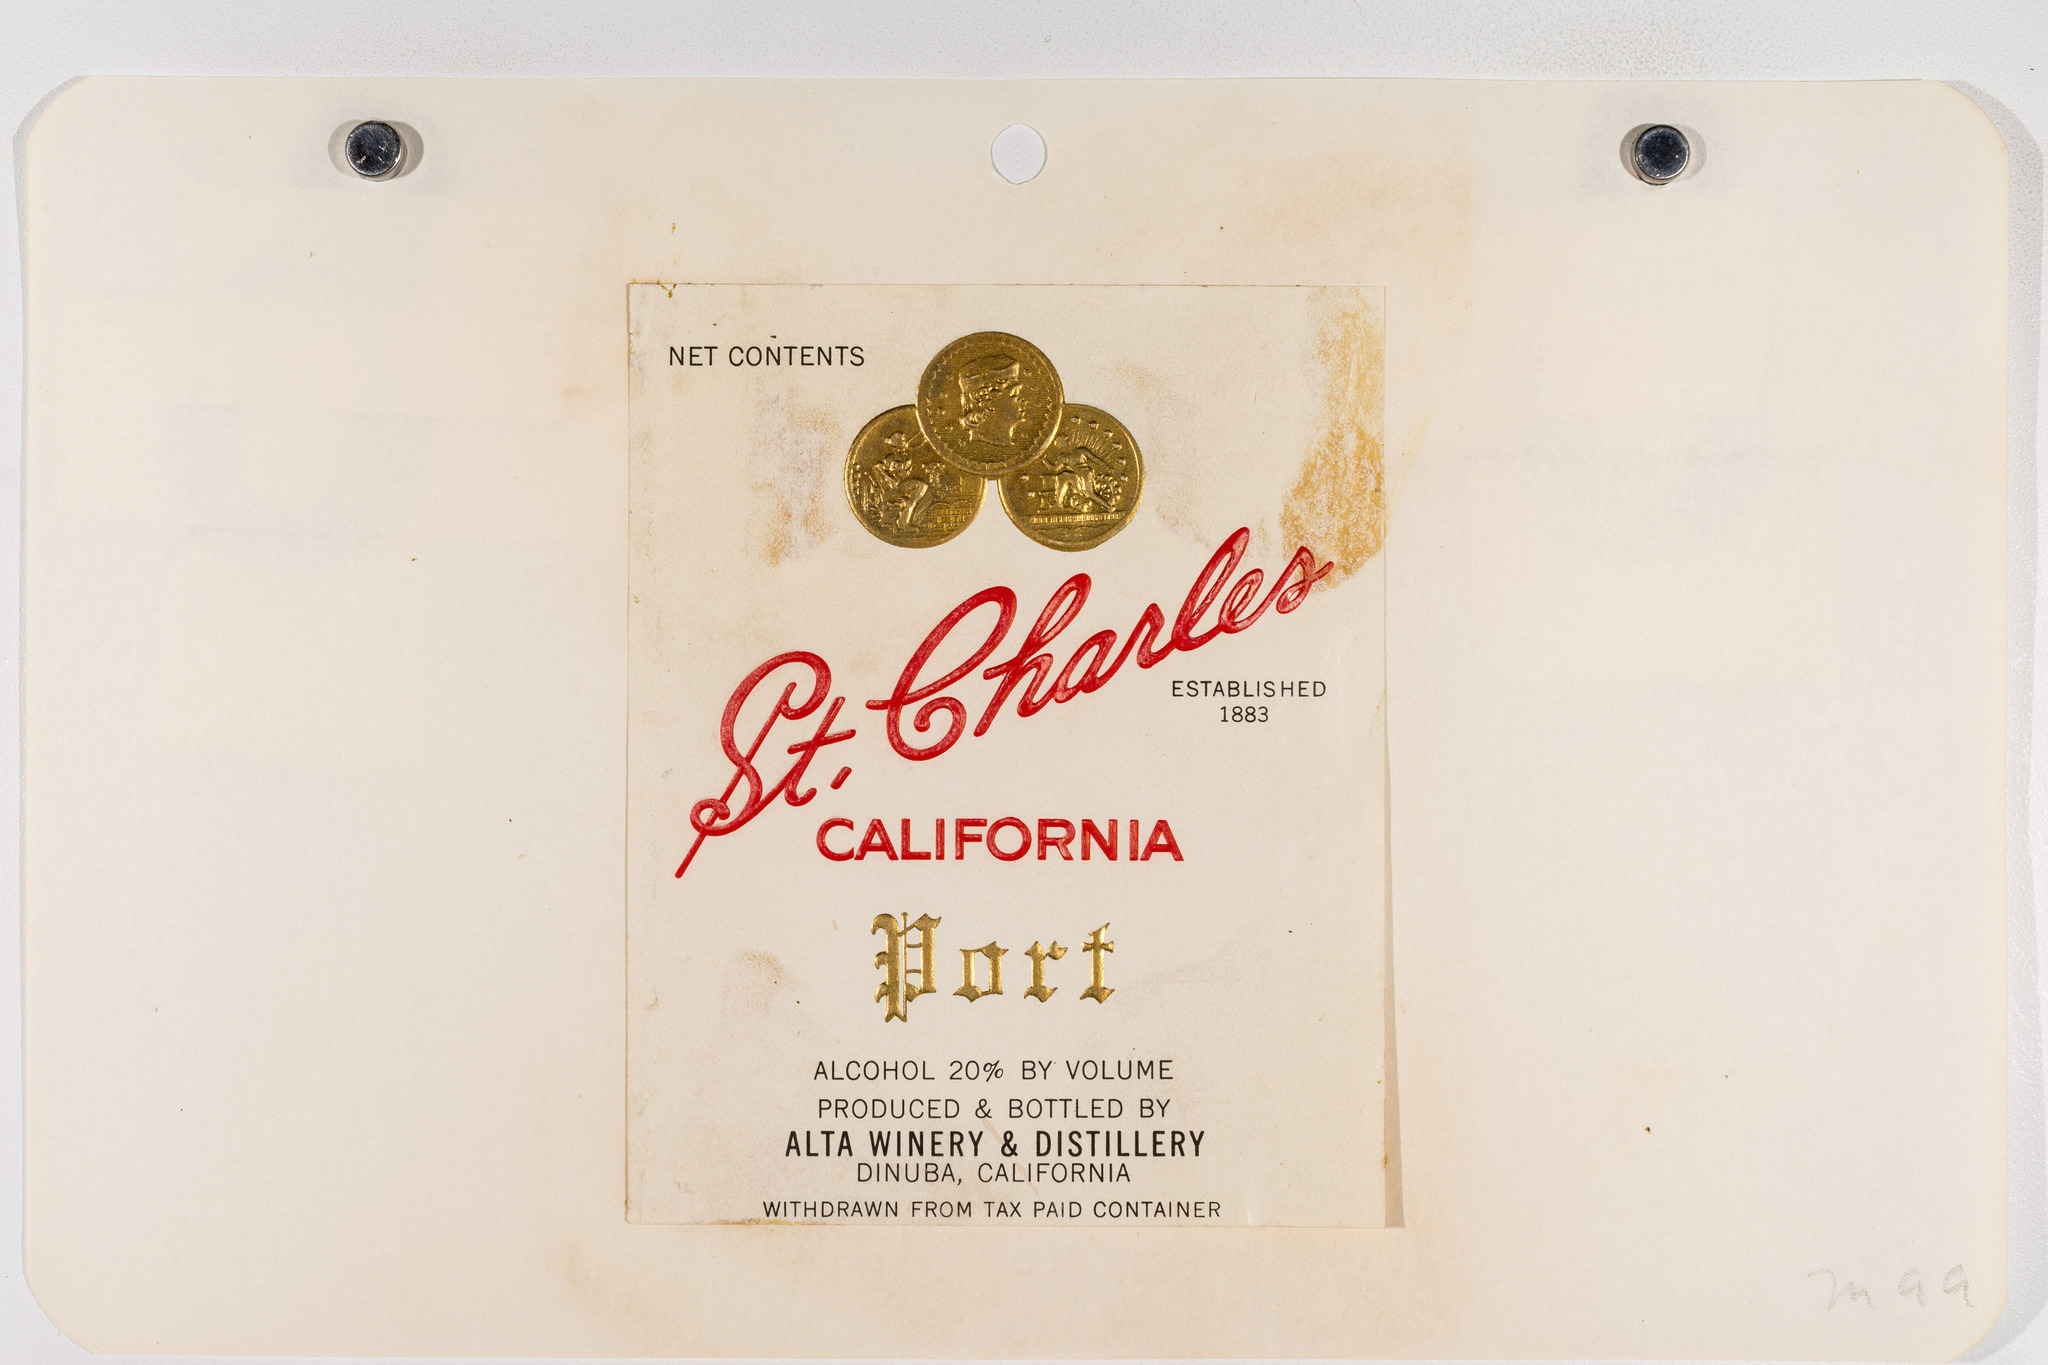 NET CONTENTS
St. Charles
ESTABLISHED
1883
CALIFORNIA
Port
ALCOHOL 20% BY VOLUME
PRODUCED & BOTTLED BY
ALTA WINERY & DISTILLERY
DINUBA, CALIFORNIA
WITHDRAWN FROM TAX PAID CONTAINER